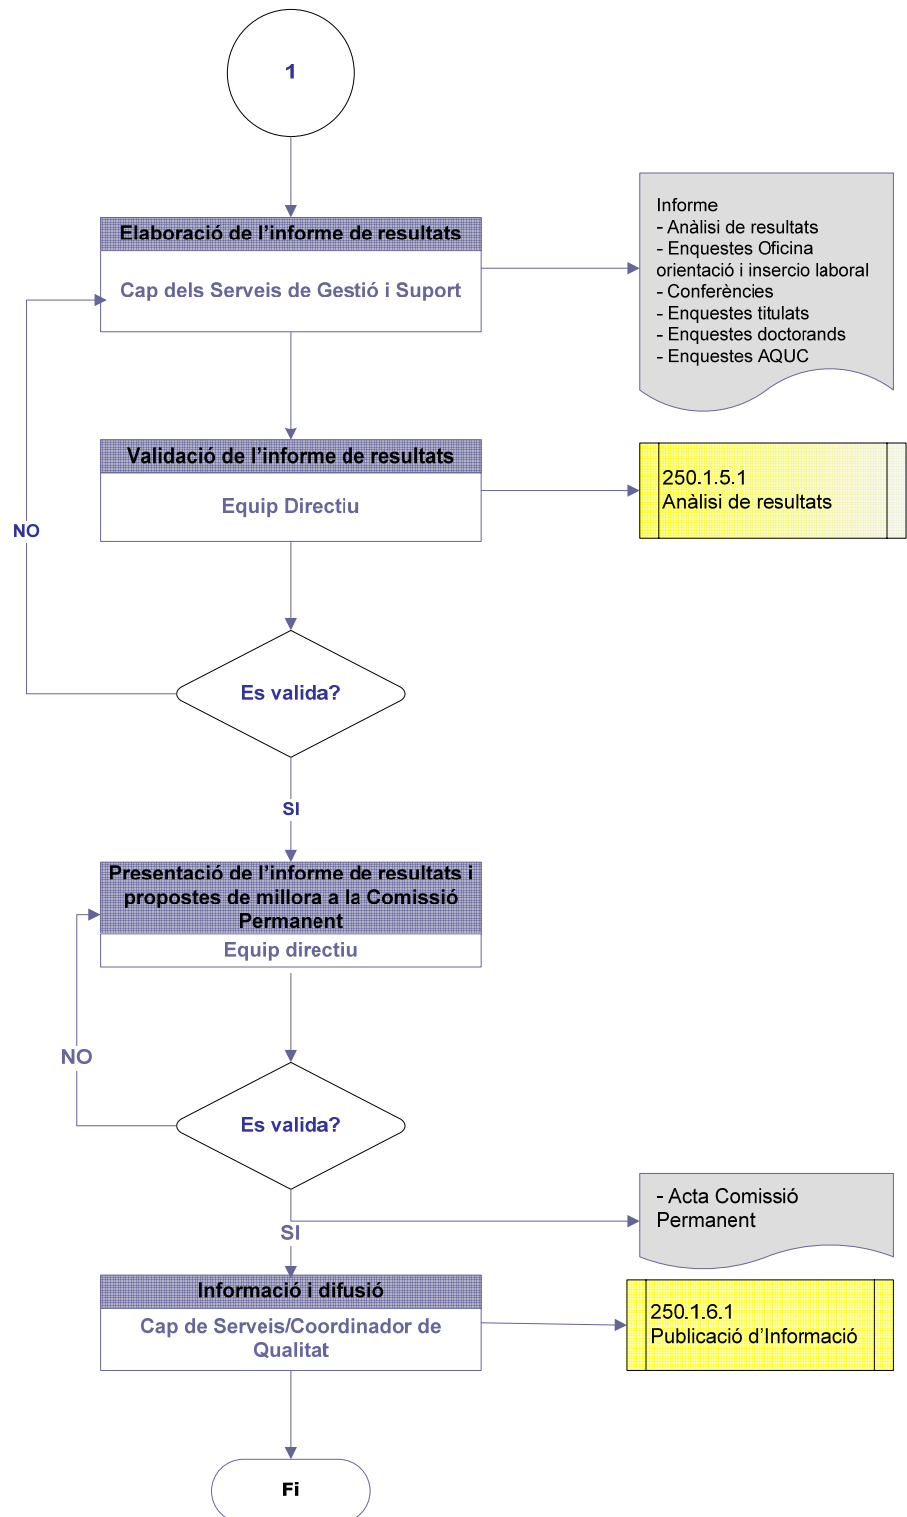 1
Elaboració de l'informe de resultats
Cap dels Serveis de Gestió i Suport
Informe
- Anàlisi de resultats
- Enquestes Oficina
orientació i insercio laboral
- Conferències
- Enquestes titulats
- Enquestes doctorands
- Enquestes AQUC
Validació de l'informe de resultats
Equip Directiu
250.1.5.1
Anàlisi de resultats
NO
Es valida?
SI
Presentació de l'informe de resultats i
propostes de millora a la Comissió
Permanent
Equip directiu
NO
Es valida?
- Acta Comissió
Permanent
SI
Informació i difusió
Cap de Serveis/Coordinador de
Qualitat
250.1.6.1
Publicació d'Informació
Fi